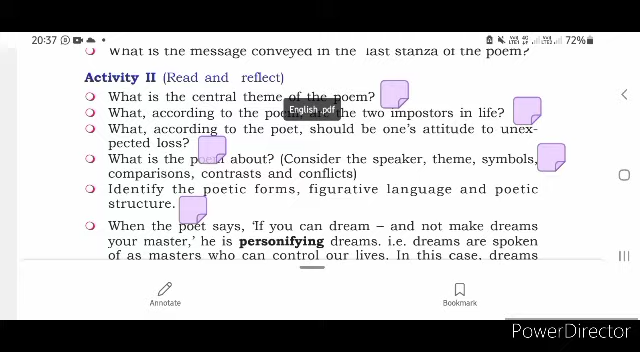 20:37
72%
What is the message conveyed in the last stanza of the poem?
Activity II (Read and reflect)
What is the central theme of the poem?
English .pdf
What, according to the poem, are the two impostors in life?
What, according to the poet, should be one's attitude to unex-
pected loss?
What is the poem about? (Consider the speaker, theme, symbols,
comparisons, contrasts and conflicts)
Identify the poetic forms, figurative language and poetic
structure.
When the poet says, 'If you can dream – and not make dreams
your master,' he is personifying dreams. i.e. dreams are spoken
of as masters who can control our lives. In this case, dreams
Annotate
Bookmark
PowerDirector